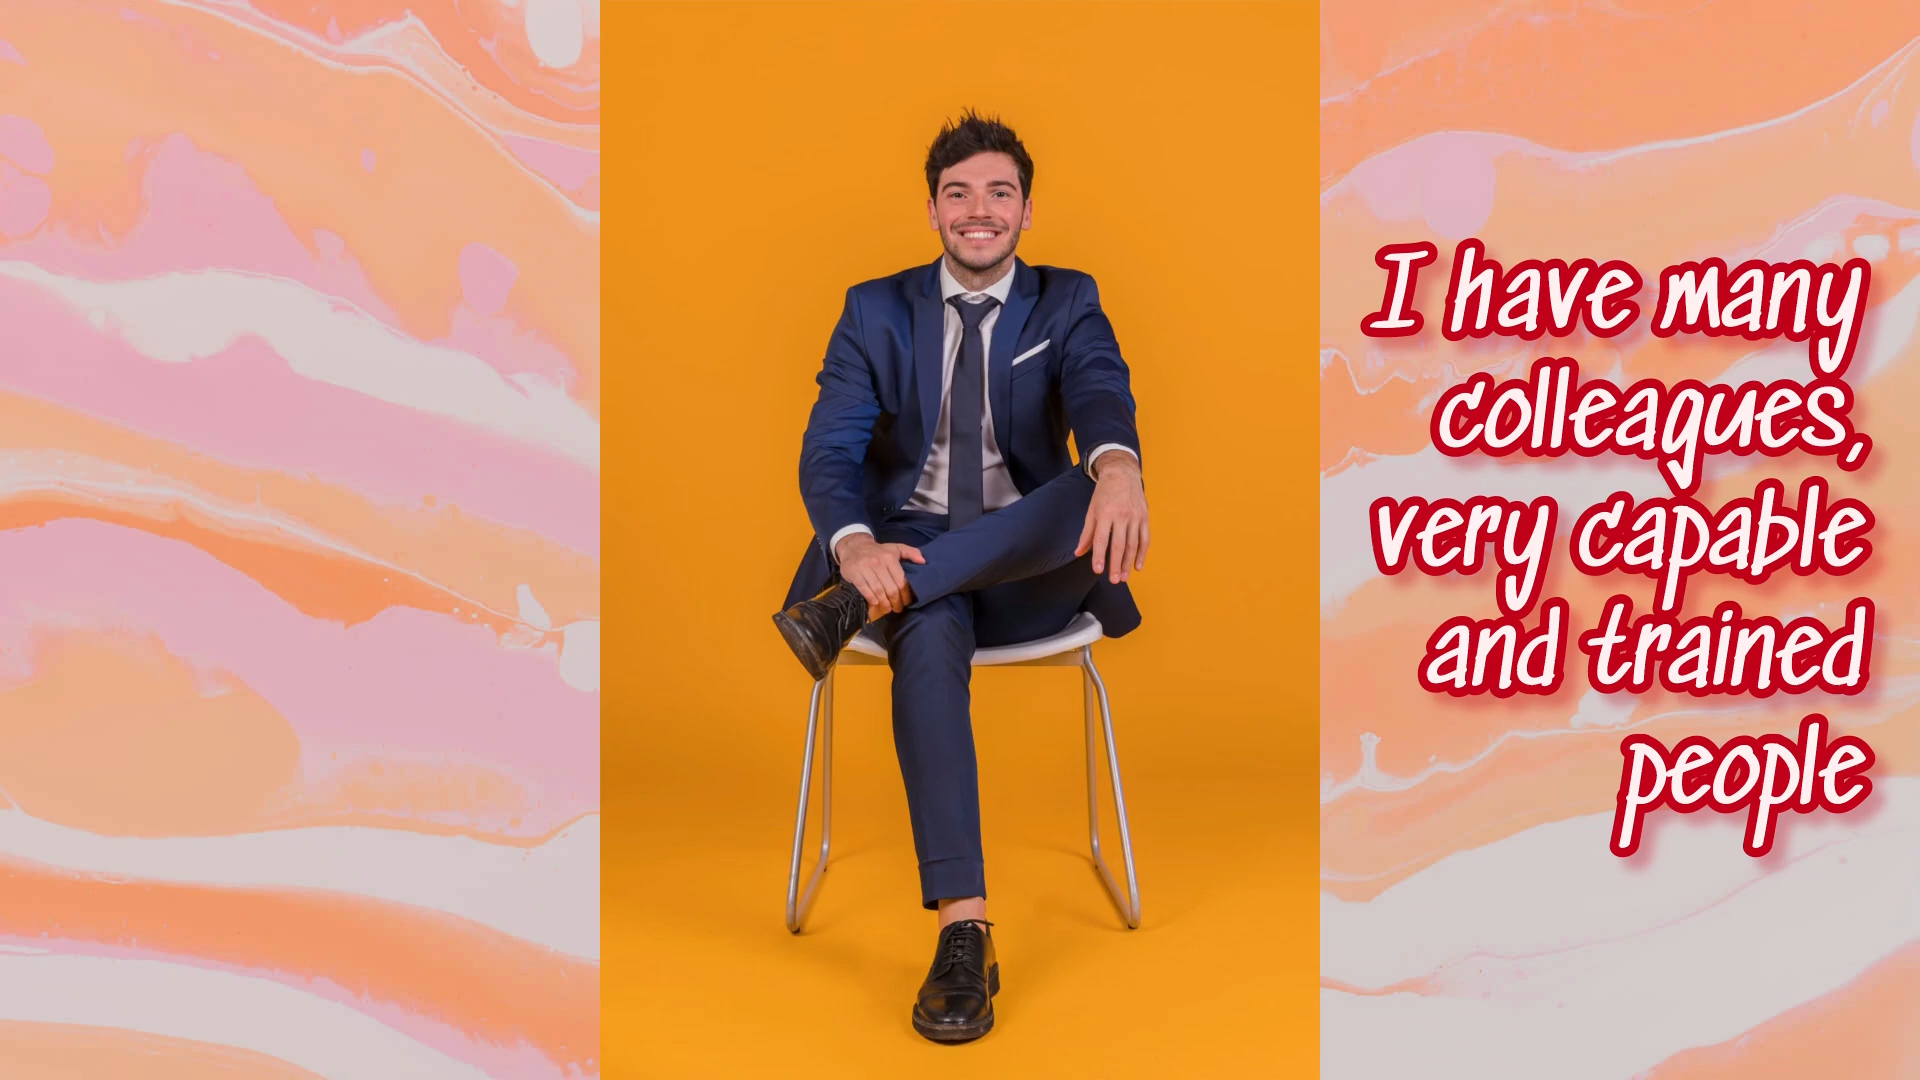 I have many
colleagues,
very capable
and trained
people